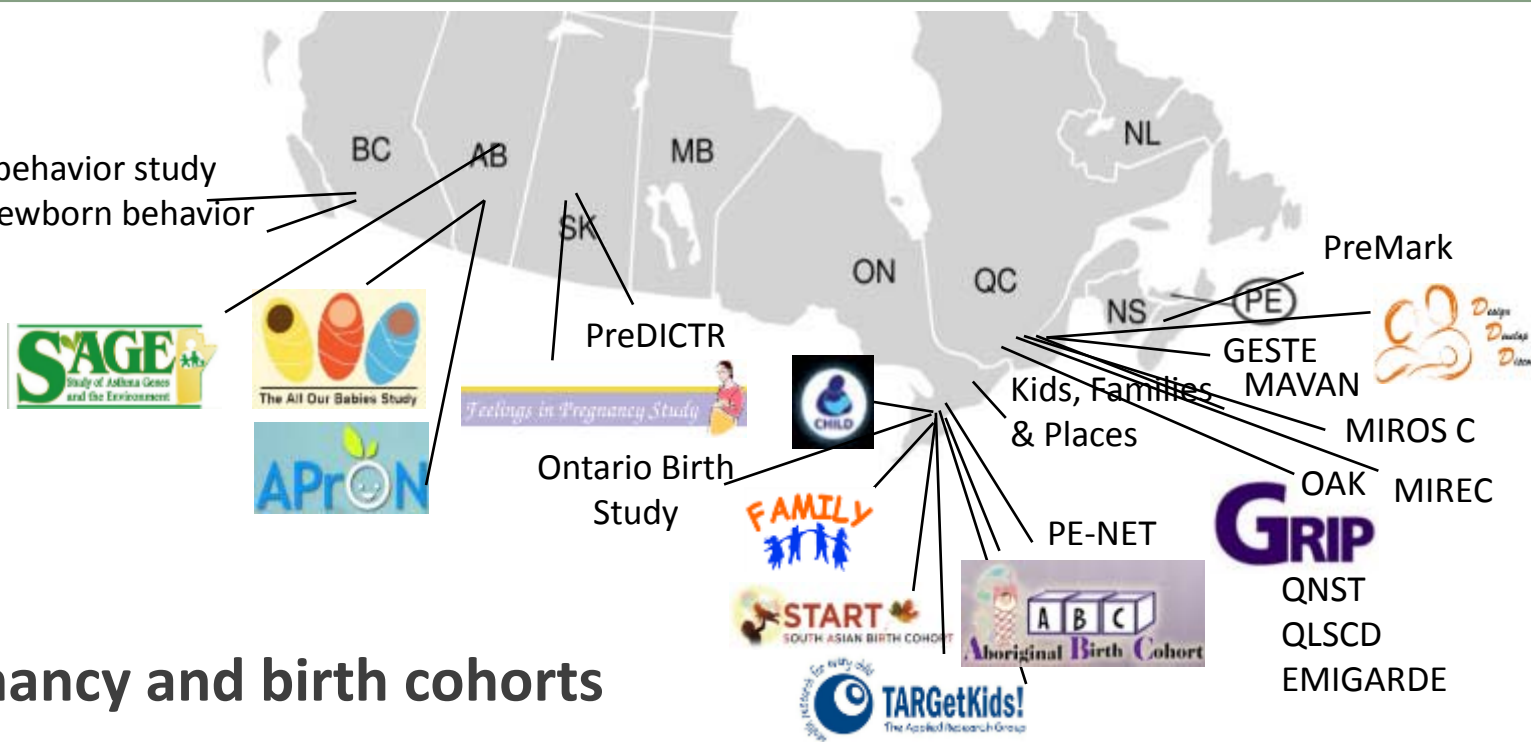 BC
AB
SK
MB
ON
QC
NL
NS
PE
behavior study
ewborn behavior
SAGE
Study of Asthma Genes
and the Environment
The All Our Babies Study
APrON
PreDICTR
Feelings in Pregnancy Study
CHILD
Ontario Birth
Study
FAMILY
START
SOUTH ASIAN BIRTH COHORT
TARGetKids!
The Applied Research Group
PE-NET
A B C
Aboriginal Birth Cohort
Kids, Families
& Places
PreMark
Design
Develop
GESTE
MAVAN
MIROS C
OAK
MIREC
GRIP
QNST
QLSCD
EMIGARDE
nancy and birth cohorts